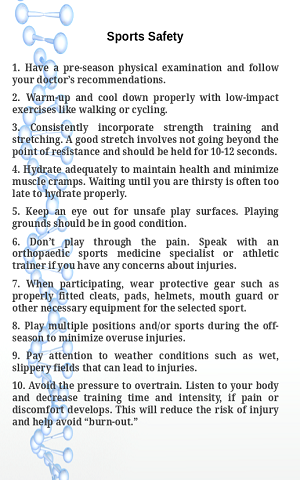 Sports Safety
1. Have a pre-season physical examination and follow
your doctor's recommendations.
2. Warm-up and cool down properly with low-impact
exercises like walking or cycling.
3. Consistently incorporate strength training and
stretching. A good stretch involves not going beyond the
point of resistance and should be held for 10-12 seconds.
4. Hydrate adequately to maintain health and minimize
muscle cramps. Waiting until you are thirsty is often too
late to hydrate properly.
5. Keep an eye out for unsafe play surfaces. Playing
grounds should be in good condition.
6. Don't play through the pain. Speak with an
orthopaedic sports medicine specialist or athletic
trainer if you have any concerns about injuries.
7. When participating, wear protective gear such as
properly fitted cleats, pads, helmets, mouth guard or
other necessary equipment for the selected sport.
8. Play multiple positions and/or sports during the off-
season to minimize overuse injuries.
9. Pay attention to weather conditions such as wet,
slippery fields that can lead to injuries.
10. Avoid the pressure to overtrain. Listen to your body
and decrease training time and intensity, if pain or
discomfort develops. This will reduce the risk of injury
and help avoid “burn-out.”